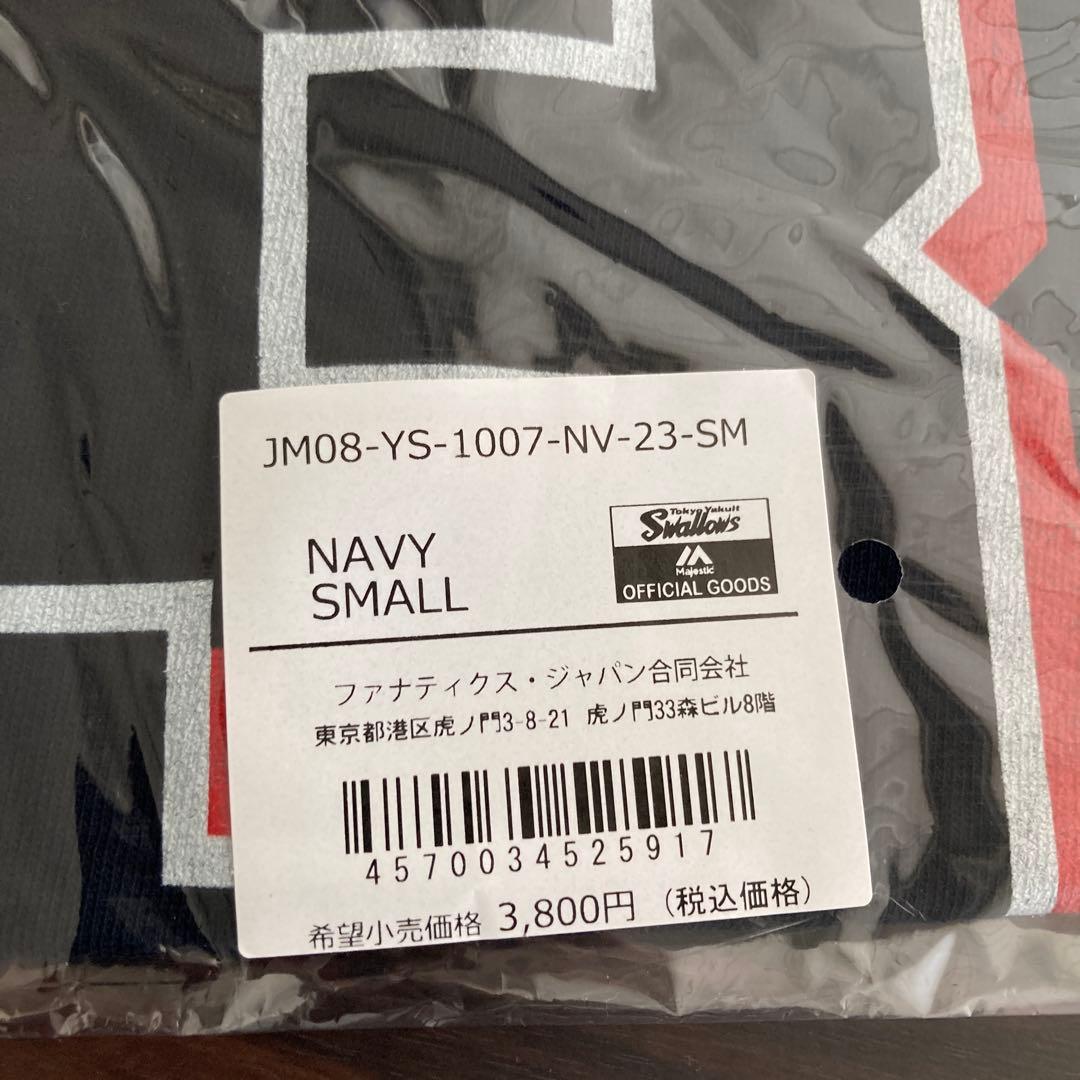 JM08-YS-1007-NV-23-SM
NAVY
SMALL
Tokyo Yakult
Swallows
Majestic
OFFICIAL GOODS
ファナティクス・ジャパン合同会社
東京都港区虎ノ門3-8-21 虎ノ門33森ビル8階
4570034525917
希望小売価格 3,800円 (税込価格)